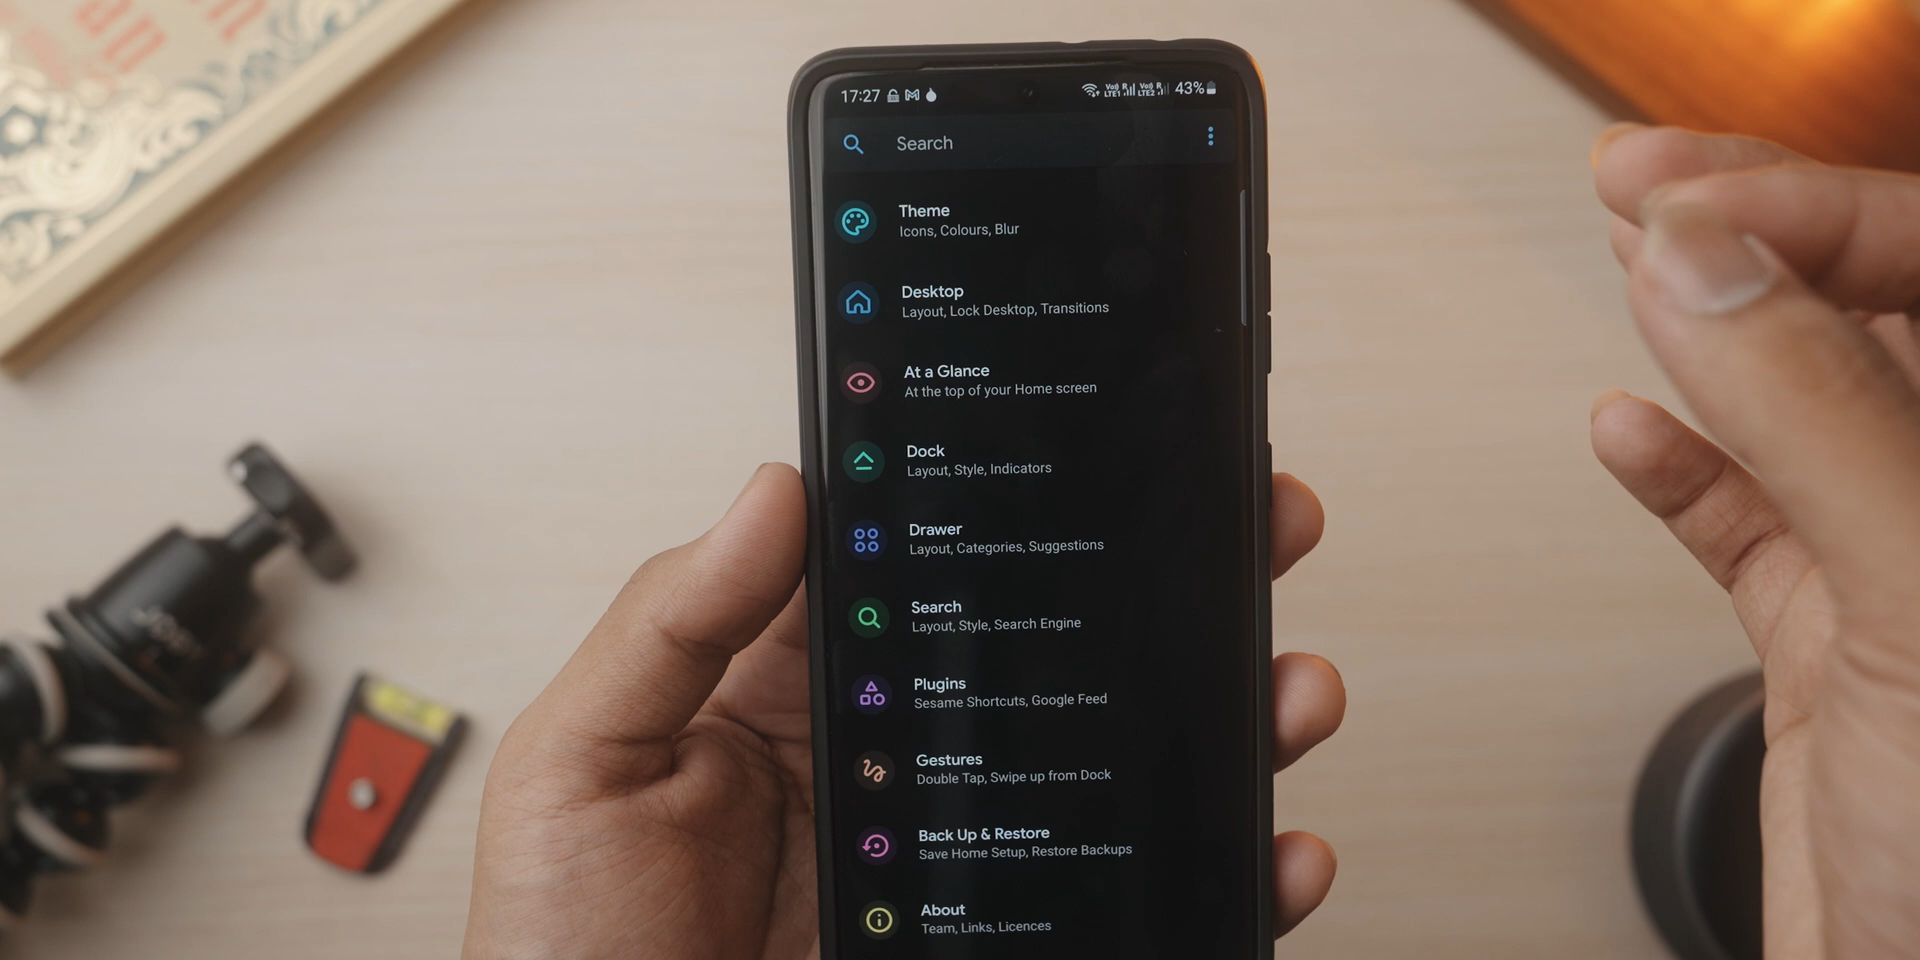 17:27 43%
Search
Theme
Icons, Colours, Blur
Desktop
Layout, Lock Desktop, Transitions
At a Glance
At the top of your Home screen
Dock
Layout, Style, Indicators
Drawer
Layout, Categories, Suggestions
Search
Layout, Style, Search Engine
Plugins
Sesame Shortcuts, Google Feed
Gestures
Double Tap, Swipe up from Dock
Back Up & Restore
Save Home Setup, Restore Backups
About
Team, Links, Licences